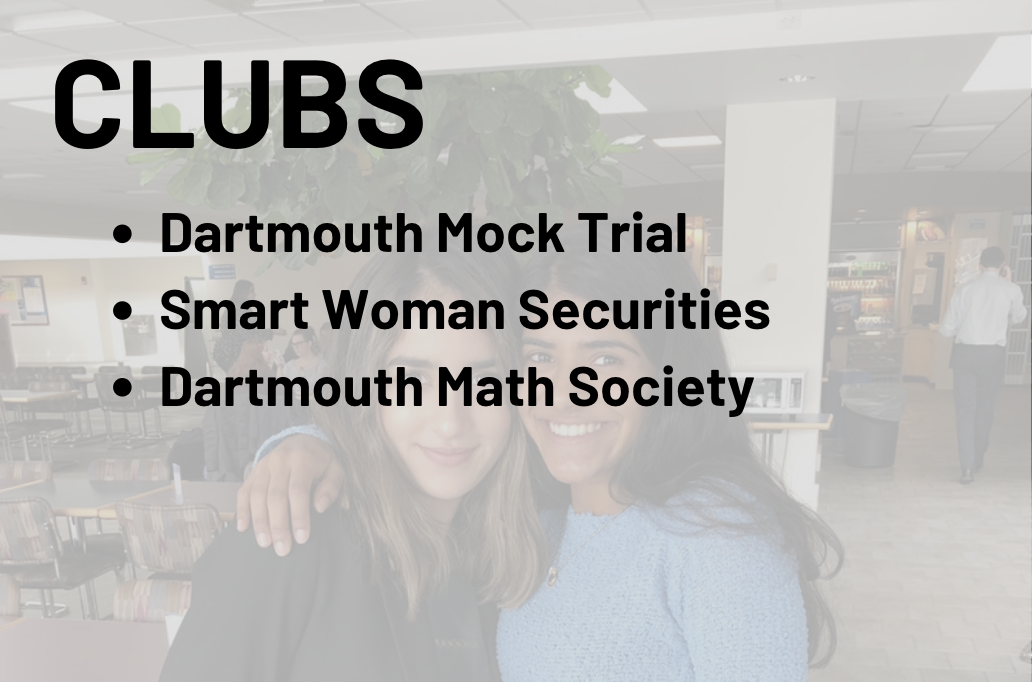 CLUBS
• Dartmouth Mock Trial
• Smart Woman Securities
• Dartmouth Math Society